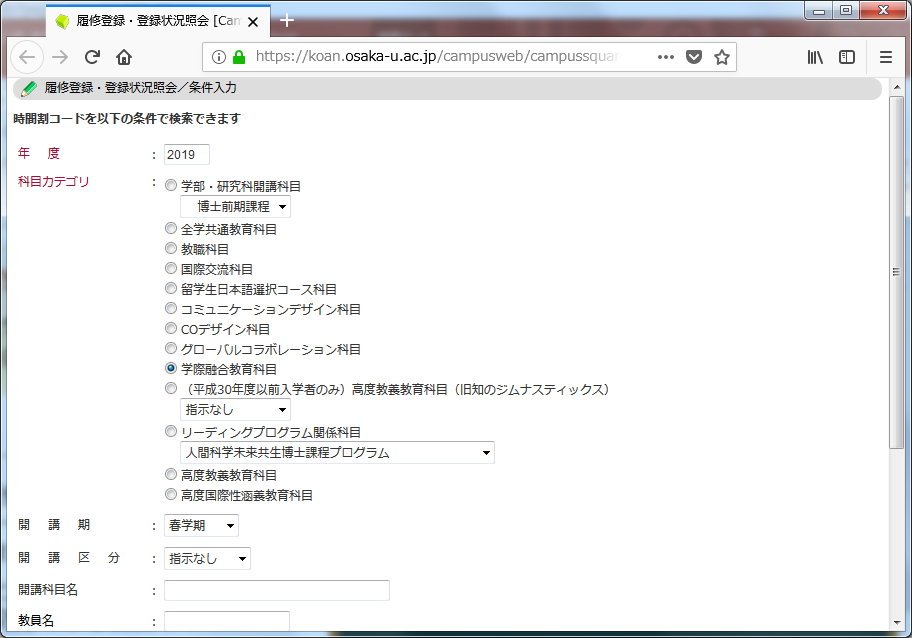 履修登録・登録状況照会 [Cam
https://koan.osaka-u.ac.jp/campusweb/campussquar
履修登録・登録状況照会／条件入力
時間割コードを以下の条件で検索できます
年 度 : 2019
科目カテゴリ : 学部・研究科開講科目
博士前期課程
全学共通教育科目
教職科目
国際交流科目
留学生日本語選択コース科目
コミュニケーションデザイン科目
COデザイン科目
グローバルコラボレーション科目
学際融合教育科目
（平成30年度以前入学者のみ）高度教養教育科目（旧知のジムナスティックス）
指示なし
リーディングプログラム関係科目
人間科学未来共生博士課程プログラム
高度教養教育科目
高度国際性涵養教育科目
開 講 期 : 春学期
開 講 区 分 : 指示なし
開講科目名 :
教員名 :